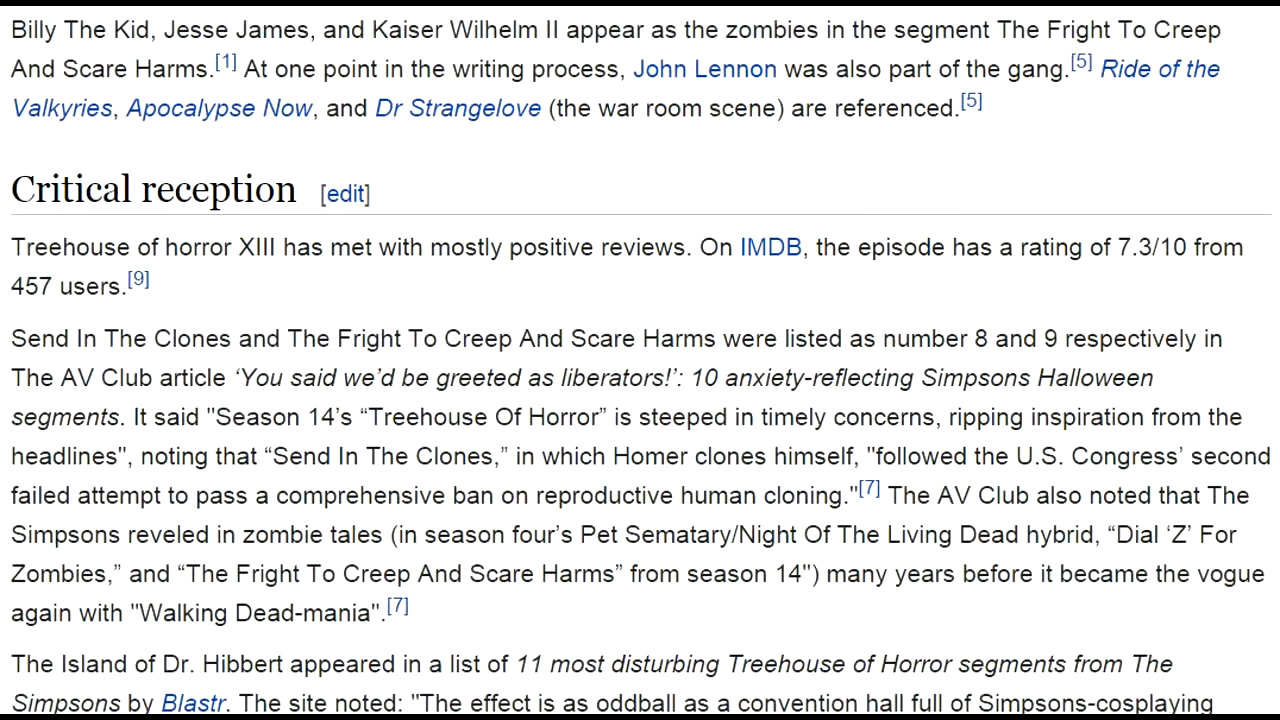 Billy The Kid, Jesse James, and Kaiser Wilhelm II appear as the zombies in the segment The Fright To Creep
And Scare Harms.[1] At one point in the writing process, John Lennon was also part of the gang.[5] Ride of the
Valkyries, Apocalypse Now, and Dr Strangelove (the war room scene) are referenced.[5]
Critical reception [edit]
Treehouse of horror XIII has met with mostly positive reviews. On IMDB, the episode has a rating of 7.3/10 from
457 users.[9]
Send In The Clones and The Fright To Creep And Scare Harms were listed as number 8 and 9 respectively in
The AV Club article ‘You said we’d be greeted as liberators!’: 10 anxiety-reflecting Simpsons Halloween
segments. It said "Season 14’s “Treehouse Of Horror” is steeped in timely concerns, ripping inspiration from the
headlines", noting that “Send In The Clones,” in which Homer clones himself, "followed the U.S. Congress’ second
failed attempt to pass a comprehensive ban on reproductive human cloning."[7] The AV Club also noted that The
Simpsons reveled in zombie tales (in season four’s Pet Sematary/Night Of The Living Dead hybrid, “Dial ‘Z’ For
Zombies,” and “The Fright To Creep And Scare Harms” from season 14") many years before it became the vogue
again with "Walking Dead-mania".[7]
The Island of Dr. Hibbert appeared in a list of 11 most disturbing Treehouse of Horror segments from The
Simpsons by Blastr. The site noted: "The effect is as oddball as a convention hall full of Simpsons-cosplaying